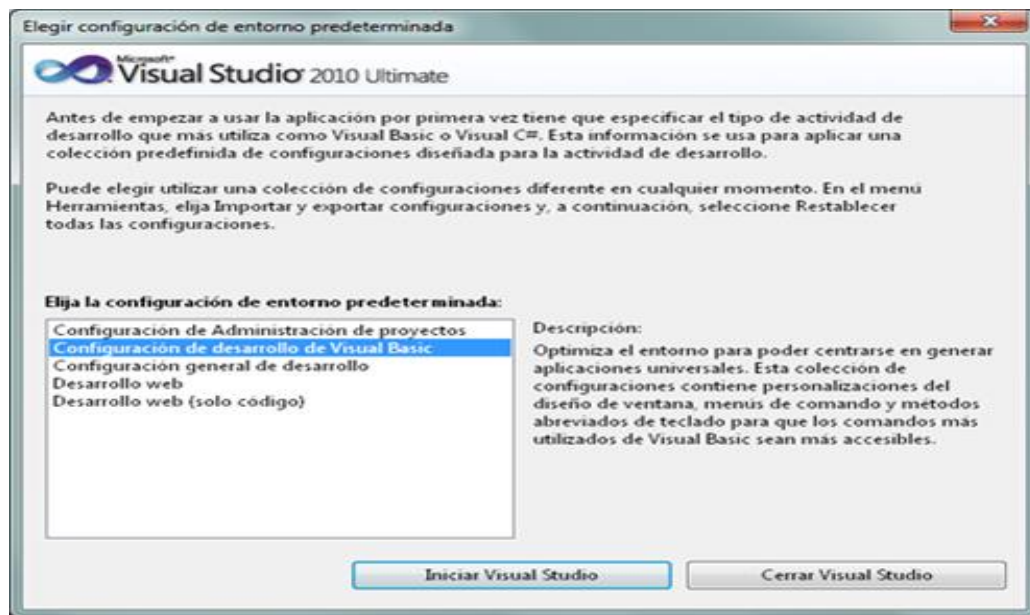 Elegir configuración de entorno predeterminada
Microsoft®
Visual Studio 2010 Ultimate
Antes de empezar a usar la aplicación por primera vez tiene que especificar el tipo de actividad de
desarrollo que más utiliza como Visual Basic o Visual C#. Esta información se usa para aplicar una
colección predefinida de configuraciones diseñada para la actividad de desarrollo.
Puede elegir utilizar una colección de configuraciones diferente en cualquier momento. En el menú
Herramientas, elija Importar y exportar configuraciones y, a continuación, seleccione Restablecer
todas las configuraciones.
Elija la configuración de entorno predeterminada:
Configuración de Administración de proyectos
Configuración de desarrollo de Visual Basic
Configuración general de desarrollo
Desarrollo web
Desarrollo web (solo código)
Descripción:
Optimiza el entorno para poder centrarse en generar
aplicaciones universales. Esta colección de
configuraciones contiene personalizaciones del
diseño de ventana, menús de comando y métodos
abreviados de teclado para que los comandos más
utilizados de Visual Basic sean más accesibles.
Iniciar Visual Studio
Cerrar Visual Studio